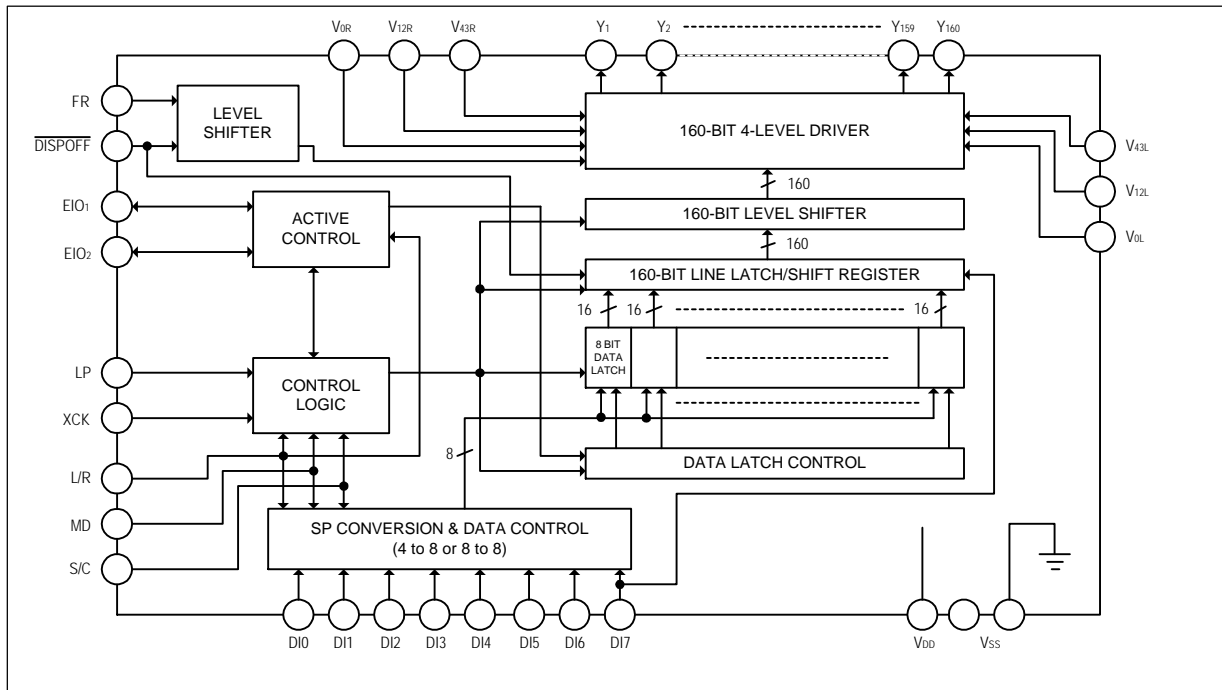 V0R V12R V43R Y1 Y2 Y159 Y160
FR
LEVEL
SHIFTER
160-BIT 4-LEVEL DRIVER
DISPOFF
V43L
160
V12L
EIO1
ACTIVE
CONTROL
160-BIT LEVEL SHIFTER
EIO2
160
V0L
160-BIT LINE LATCH/SHIFT REGISTER
16 16 16
8 BIT
DATA
LATCH
LP
CONTROL
LOGIC
XCK
8
DATA LATCH CONTROL
L/R
MD
SP CONVERSION & DATA CONTROL
(4 to 8 or 8 to 8)
S/C
DI0 DI1 DI2 DI3 DI4 DI5 DI6 DI7 VDD VSS